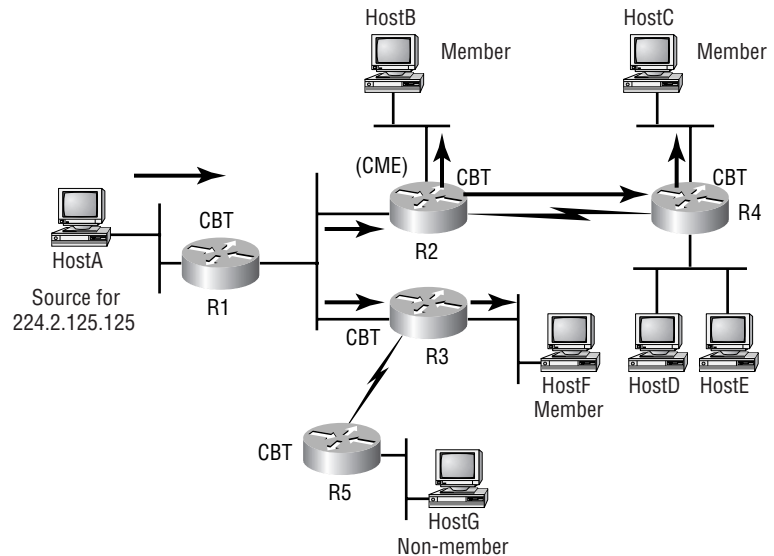 HostB
Member
HostC
Member
(CME)
CBT
R2
CBT
R4
HostA
Source for
224.2.125.125
CBT
R1
CBT
R3
HostF
Member
HostD
HostE
CBT
R5
HostG
Non-member